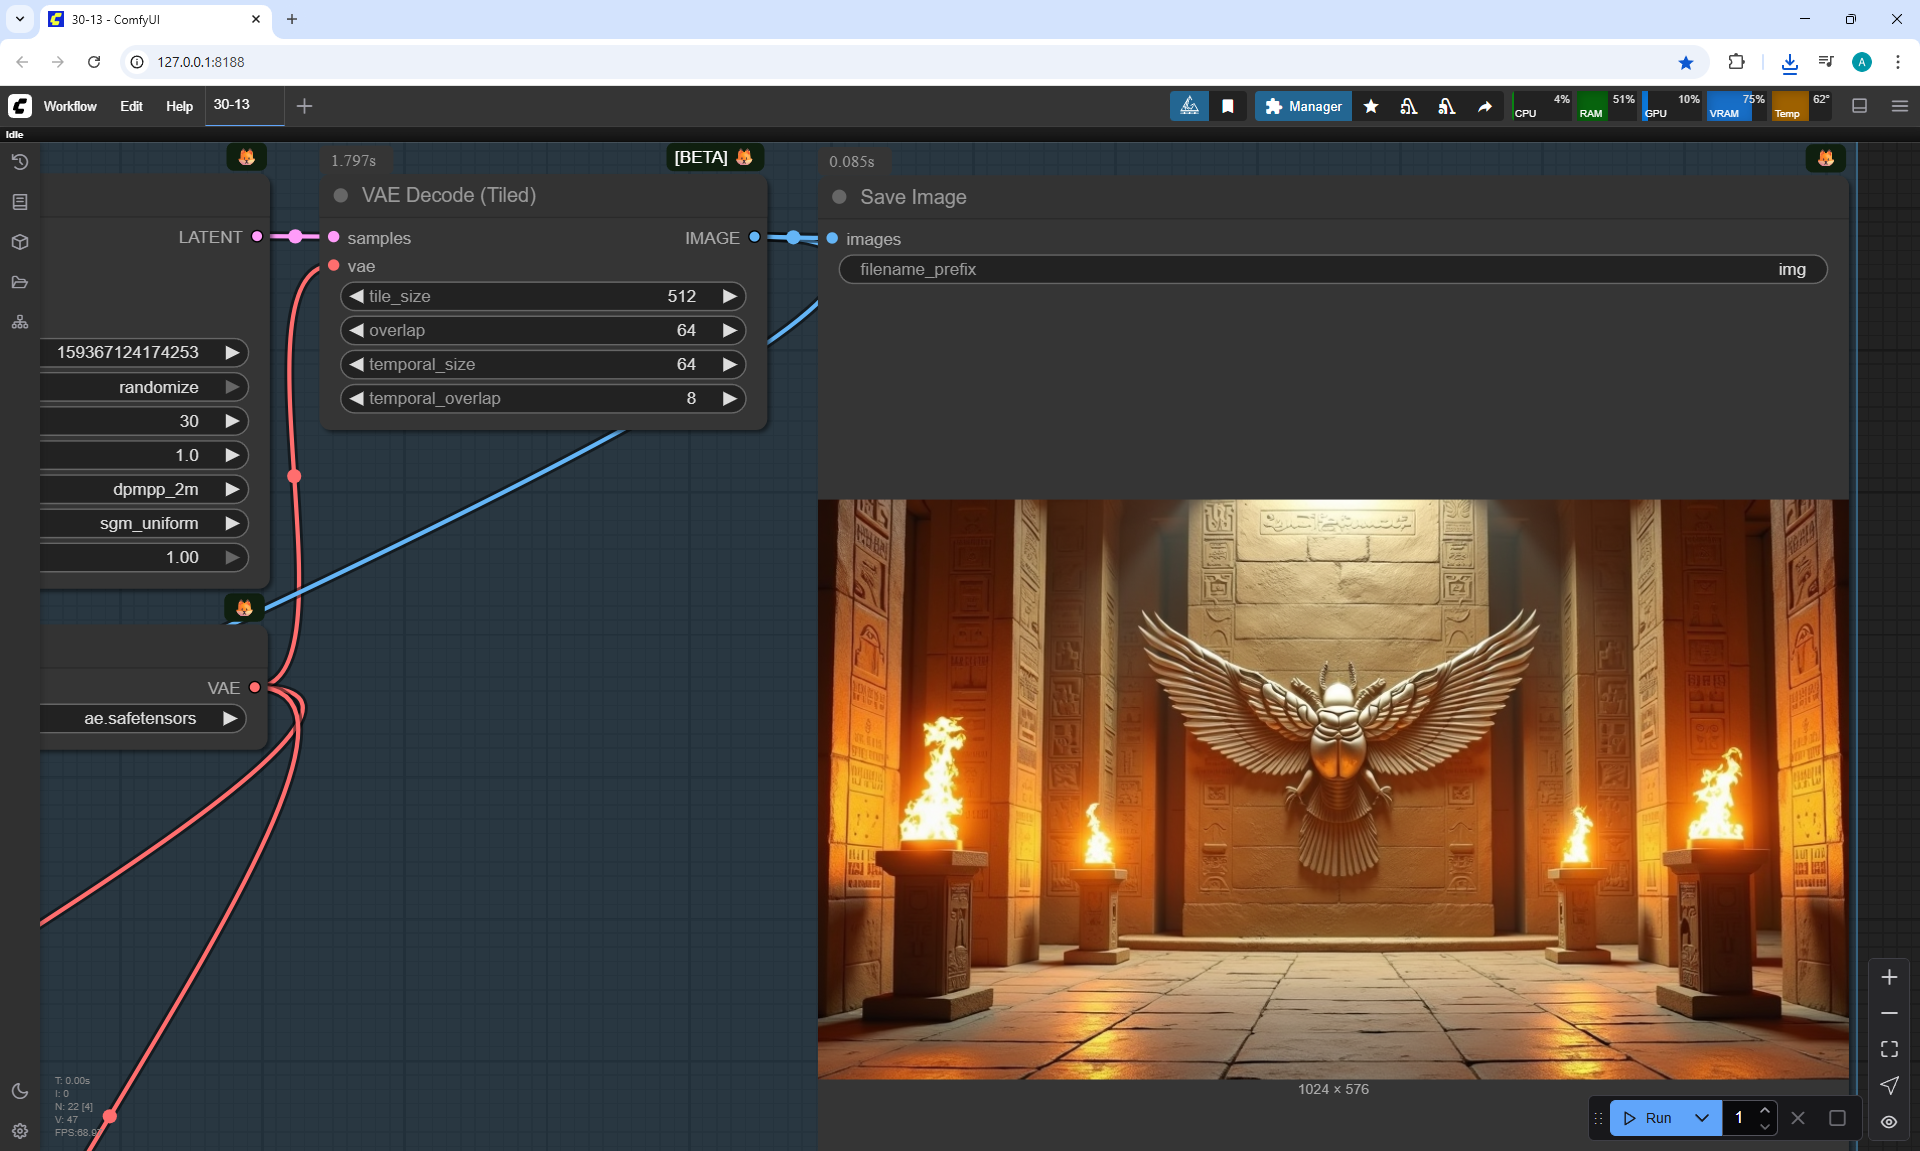 30-13 - ComfyUI
127.0.0.1:8188
A
Workflow Edit Help 30-13
Manager
CPU 4% RAM 51% GPU 10% VRAM 75% Temp 62°
Idle
1.797s
[BETA]
0.085s
VAE Decode (Tiled)
Save Image
LATENT
samples
IMAGE
images
vae
filename_prefix img
tile_size 512
overlap 64
temporal_size 64
temporal_overlap 8
159367124174253
randomize
30
1.0
dpmpp_2m
sgm_uniform
1.00
VAE
ae.safetensors
T: 0.00s
I: 0
N: 22 [4]
V: 47
1024 × 576
Run
1